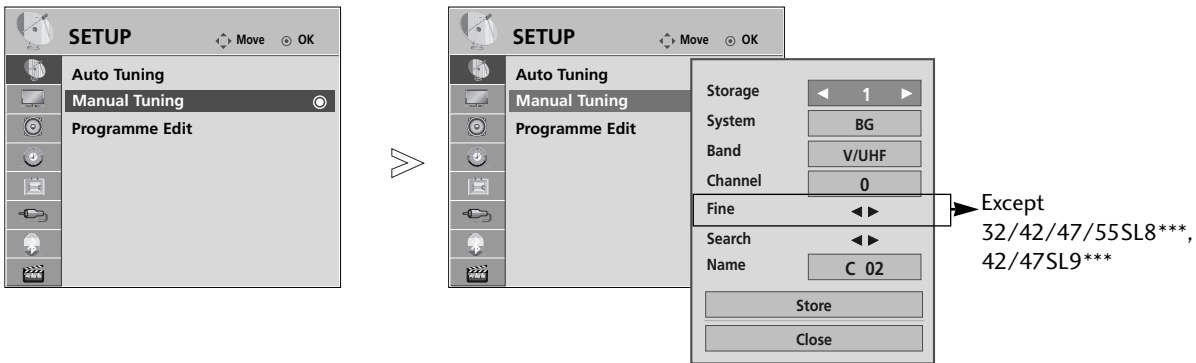 SETUP Move OK
Auto Tuning
Manual Tuning
Programme Edit
SETUP Move OK
Auto Tuning
Manual Tuning
Programme Edit
Storage ◄ 1 ►
System BG
Band V/UHF
Channel 0
Fine ◄ ►
Search ◄ ►
Name C 02
Store
Close
Except
32/42/47/55SL8***,
42/47SL9***